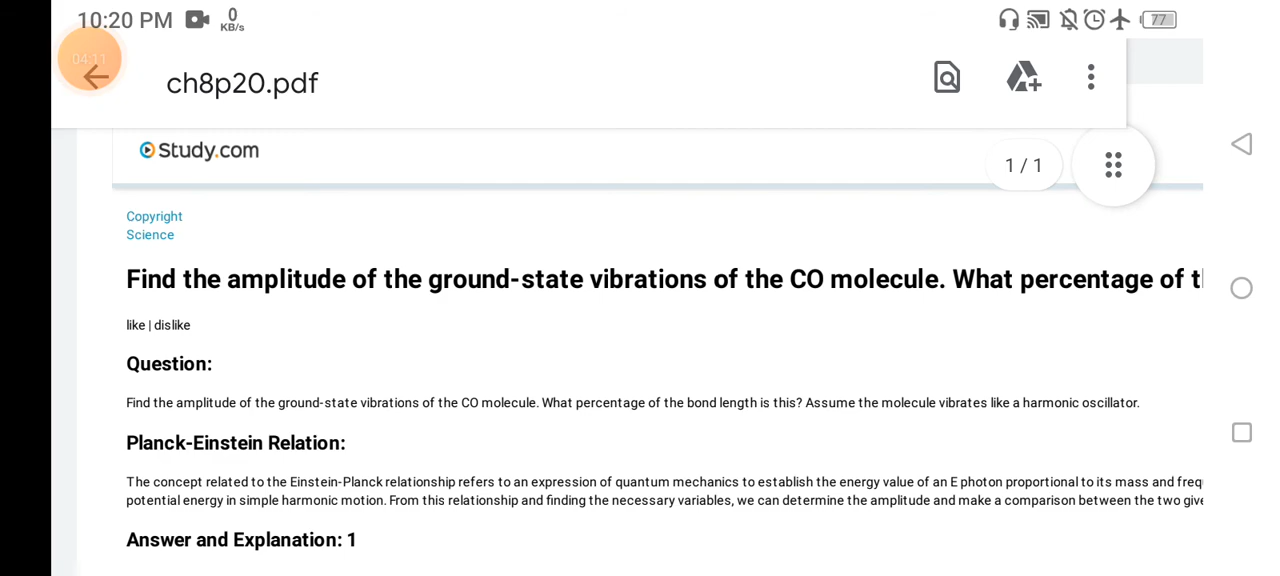 10:20 PM 0 KB/s 77
04:11
ch8p20.pdf
Study.com
1 / 1
Copyright
Science
Find the amplitude of the ground-state vibrations of the CO molecule. What percentage of t
like | dislike
Question:
Find the amplitude of the ground-state vibrations of the CO molecule. What percentage of the bond length is this? Assume the molecule vibrates like a harmonic oscillator.
Planck-Einstein Relation:
The concept related to the Einstein-Planck relationship refers to an expression of quantum mechanics to establish the energy value of an E photon proportional to its mass and freq
potential energy in simple harmonic motion. From this relationship and finding the necessary variables, we can determine the amplitude and make a comparison between the two give
Answer and Explanation: 1